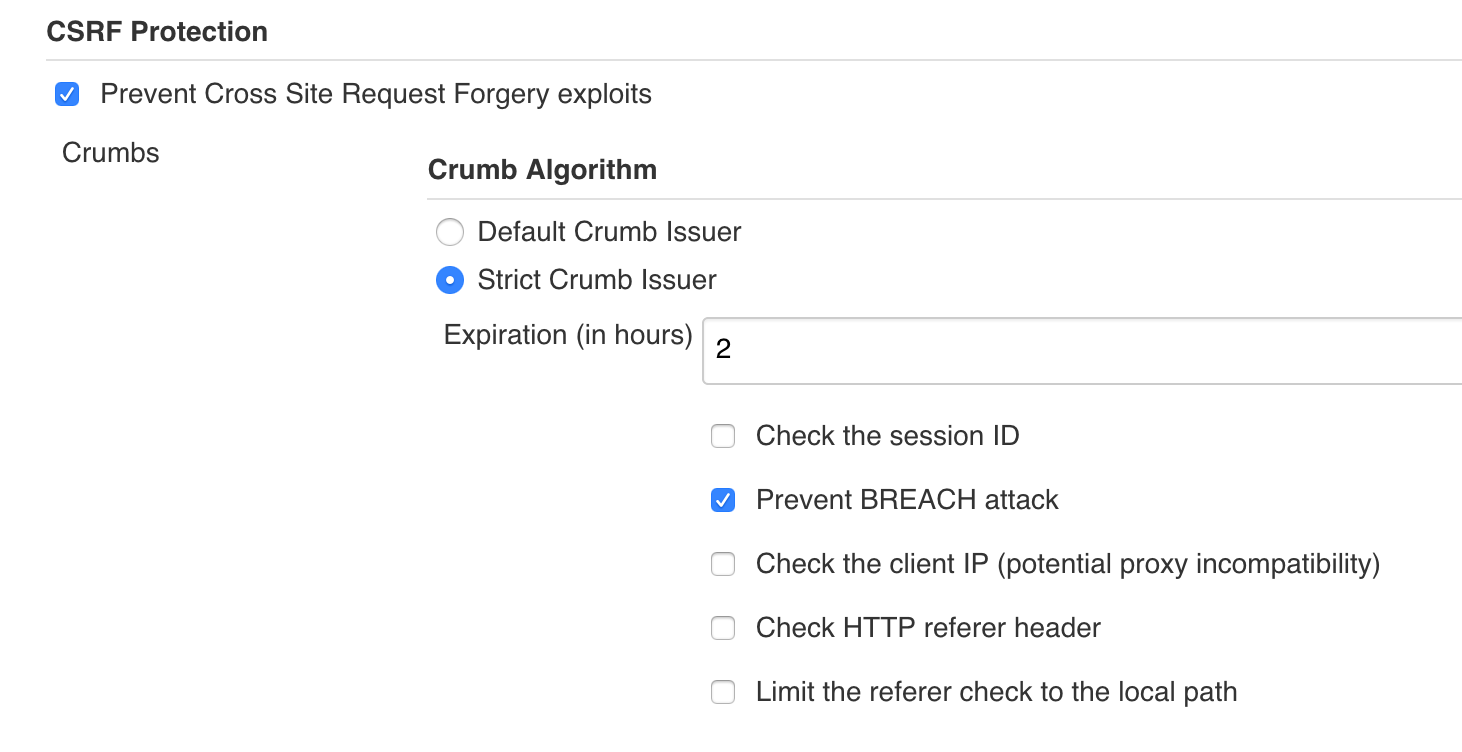 CSRF Protection
Prevent Cross Site Request Forgery exploits
Crumbs
Crumb Algorithm
Default Crumb Issuer
Strict Crumb Issuer
Expiration (in hours)
2
Check the session ID
Prevent BREACH attack
Check the client IP (potential proxy incompatibility)
Check HTTP referer header
Limit the referer check to the local path